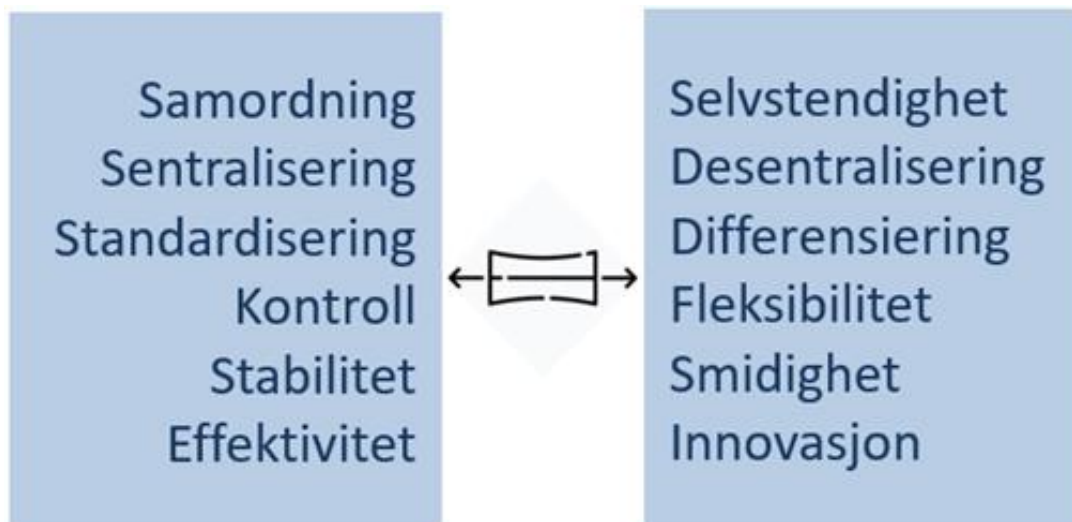 Samordning
Sentralisering
Standardisering
Kontroll
Stabilitet
Effektivitet
Selvstendighet
Desentralisering
Differensiering
Fleksibilitet
Smidighet
Innovasjon